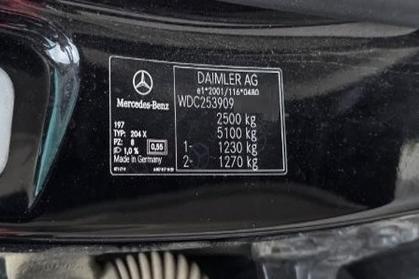 DAIMLER AG
e1*2001/116*0480
WDC253909
2500 kg
5100 kg
1- 1230 kg
2- 1270 kg
Mercedes-Benz
197
TYP: 204 X
PZ: 8
1,0 % 0,55
Made in Germany